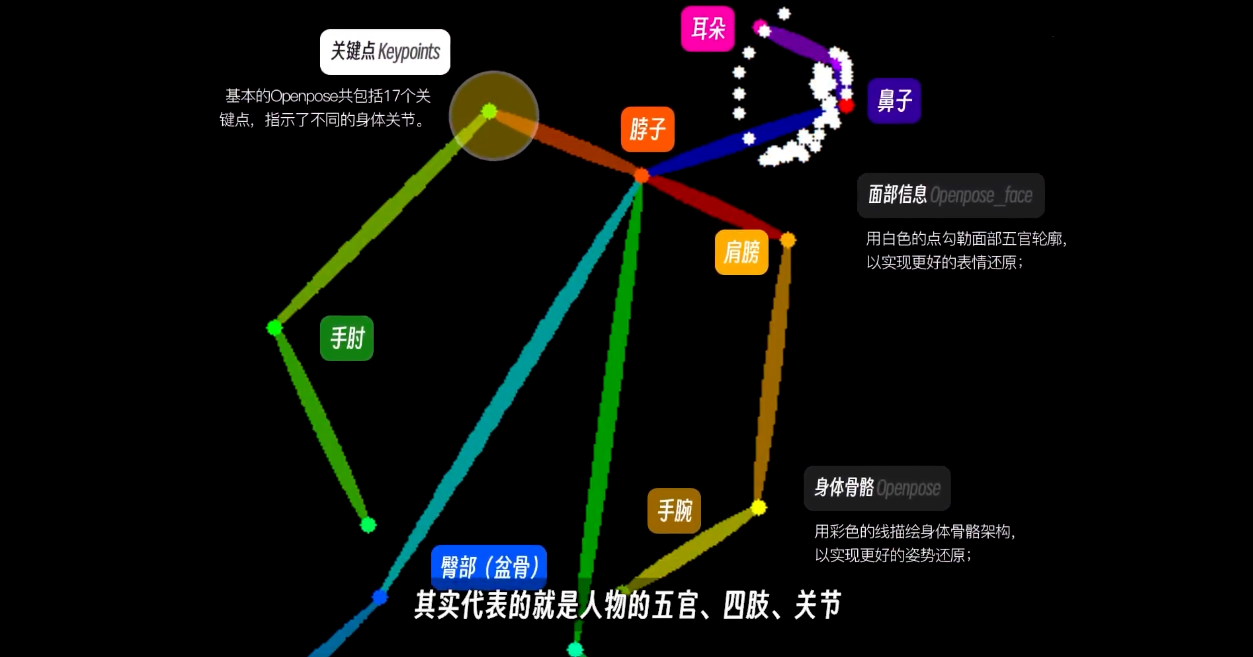 关键点 Keypoints
基本的Openpose共包括17个关
键点，指示了不同的身体关节。
耳朵
鼻子
脖子
面部信息 Openpose_face
用白色的点勾勒面部五官轮廓，
以实现更好的表情还原；
肩膀
手肘
身体骨骼 Openpose
用彩色的线描绘身体骨骼架构，
以实现更好的姿势还原；
手腕
臀部（盆骨）
其实代表的就是人物的五官、四肢、关节